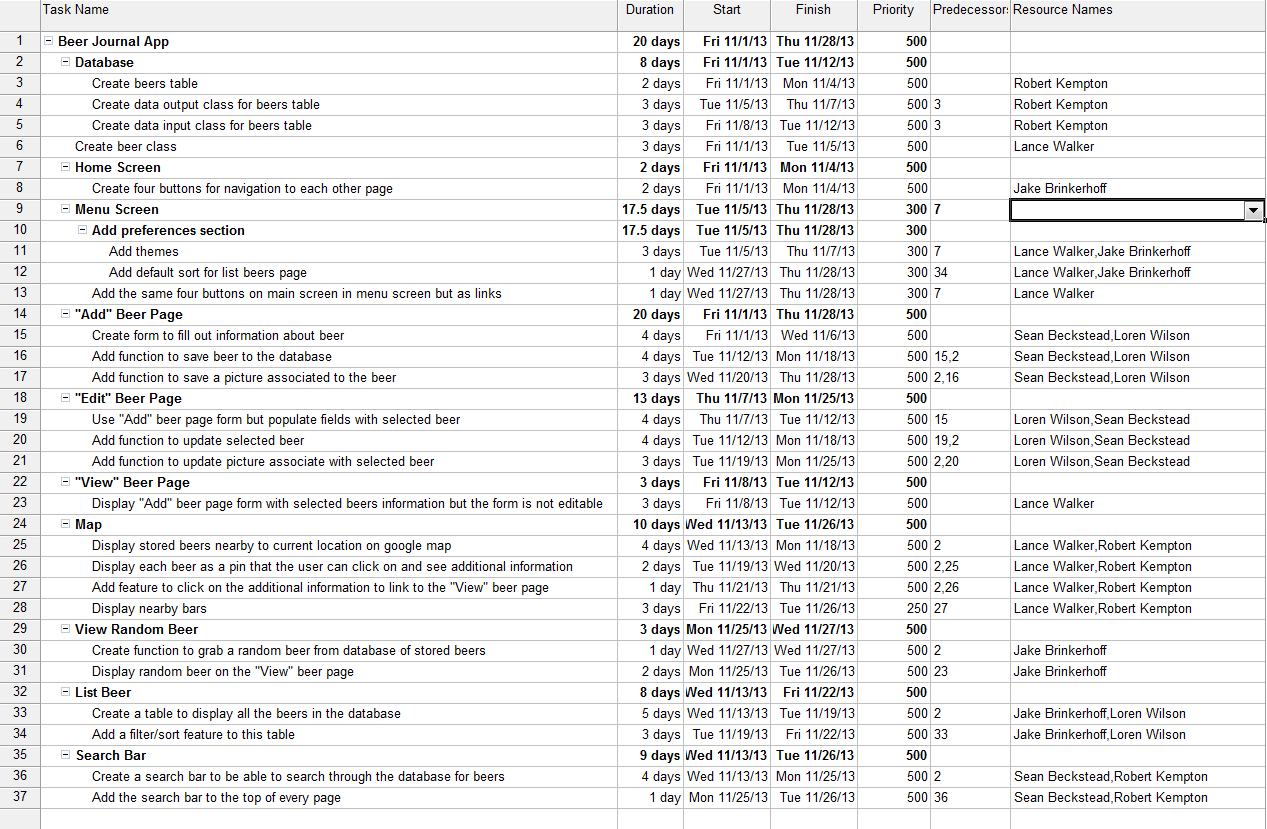 Task Name Duration Start Finish Priority Predecessors Resource Names
1 Beer Journal App 20 days Fri 11/1/13 Thu 11/28/13 500
2 Database 8 days Fri 11/1/13 Tue 11/12/13 500
3 Create beers table 2 days Fri 11/1/13 Mon 11/4/13 500 Robert Kempton
4 Create data output class for beers table 3 days Tue 11/5/13 Thu 11/7/13 500 3 Robert Kempton
5 Create data input class for beers table 3 days Fri 11/8/13 Tue 11/12/13 500 3 Robert Kempton
6 Create beer class 3 days Fri 11/1/13 Tue 11/5/13 500 Lance Walker
7 Home Screen 2 days Fri 11/1/13 Mon 11/4/13 500
8 Create four buttons for navigation to each other page 2 days Fri 11/1/13 Mon 11/4/13 500 Jake Brinkerhoff
9 Menu Screen 17.5 days Tue 11/5/13 Thu 11/28/13 300 7
10 Add preferences section 17.5 days Tue 11/5/13 Thu 11/28/13 300
11 Add themes 3 days Tue 11/5/13 Thu 11/7/13 300 7 Lance Walker,Jake Brinkerhoff
12 Add default sort for list beers page 1 day Wed 11/27/13 Thu 11/28/13 300 34 Lance Walker,Jake Brinkerhoff
13 Add the same four buttons on main screen in menu screen but as links 1 day Wed 11/27/13 Thu 11/28/13 300 7 Lance Walker
14 "Add" Beer Page 20 days Fri 11/1/13 Thu 11/28/13 500
15 Create form to fill out information about beer 4 days Fri 11/1/13 Wed 11/6/13 500 Sean Beckstead,Loren Wilson
16 Add function to save beer to the database 4 days Tue 11/12/13 Mon 11/18/13 500 15,2 Sean Beckstead,Loren Wilson
17 Add function to save a picture associated to the beer 3 days Wed 11/20/13 Thu 11/28/13 500 2,16 Sean Beckstead,Loren Wilson
18 "Edit" Beer Page 13 days Thu 11/7/13 Mon 11/25/13 500
19 Use "Add" beer page form but populate fields with selected beer 4 days Thu 11/7/13 Tue 11/12/13 500 15 Loren Wilson,Sean Beckstead
20 Add function to update selected beer 4 days Tue 11/12/13 Mon 11/18/13 500 19,2 Loren Wilson,Sean Beckstead
21 Add function to update picture associate with selected beer 3 days Tue 11/19/13 Mon 11/25/13 500 2,20 Loren Wilson,Sean Beckstead
22 "View" Beer Page 3 days Fri 11/8/13 Tue 11/12/13 500
23 Display "Add" beer page form with selected beers information but the form is not editable 3 days Fri 11/8/13 Tue 11/12/13 500 Lance Walker
24 Map 10 days Wed 11/13/13 Tue 11/26/13 500
25 Display stored beers nearby to current location on google map 4 days Wed 11/13/13 Mon 11/18/13 500 2 Lance Walker,Robert Kempton
26 Display each beer as a pin that the user can click on and see additional information 2 days Tue 11/19/13 Wed 11/20/13 500 2,25 Lance Walker,Robert Kempton
27 Add feature to click on the additional information to link to the "View" beer page 1 day Thu 11/21/13 Thu 11/21/13 500 2,26 Lance Walker,Robert Kempton
28 Display nearby bars 3 days Fri 11/22/13 Tue 11/26/13 250 27 Lance Walker,Robert Kempton
29 View Random Beer 3 days Mon 11/25/13 Wed 11/27/13 500
30 Create function to grab a random beer from database of stored beers 1 day Wed 11/27/13 Wed 11/27/13 500 2 Jake Brinkerhoff
31 Display random beer on the "View" beer page 2 days Mon 11/25/13 Tue 11/26/13 500 23 Jake Brinkerhoff
32 List Beer 8 days Wed 11/13/13 Fri 11/22/13 500
33 Create a table to display all the beers in the database 5 days Wed 11/13/13 Tue 11/19/13 500 2 Jake Brinkerhoff,Loren Wilson
34 Add a filter/sort feature to this table 3 days Tue 11/19/13 Fri 11/22/13 500 33 Jake Brinkerhoff,Loren Wilson
35 Search Bar 9 days Wed 11/13/13 Tue 11/26/13 500
36 Create a search bar to be able to search through the database for beers 4 days Wed 11/13/13 Mon 11/25/13 500 2 Sean Beckstead,Robert Kempton
37 Add the search bar to the top of every page 1 day Mon 11/25/13 Tue 11/26/13 500 36 Sean Beckstead,Robert Kempton